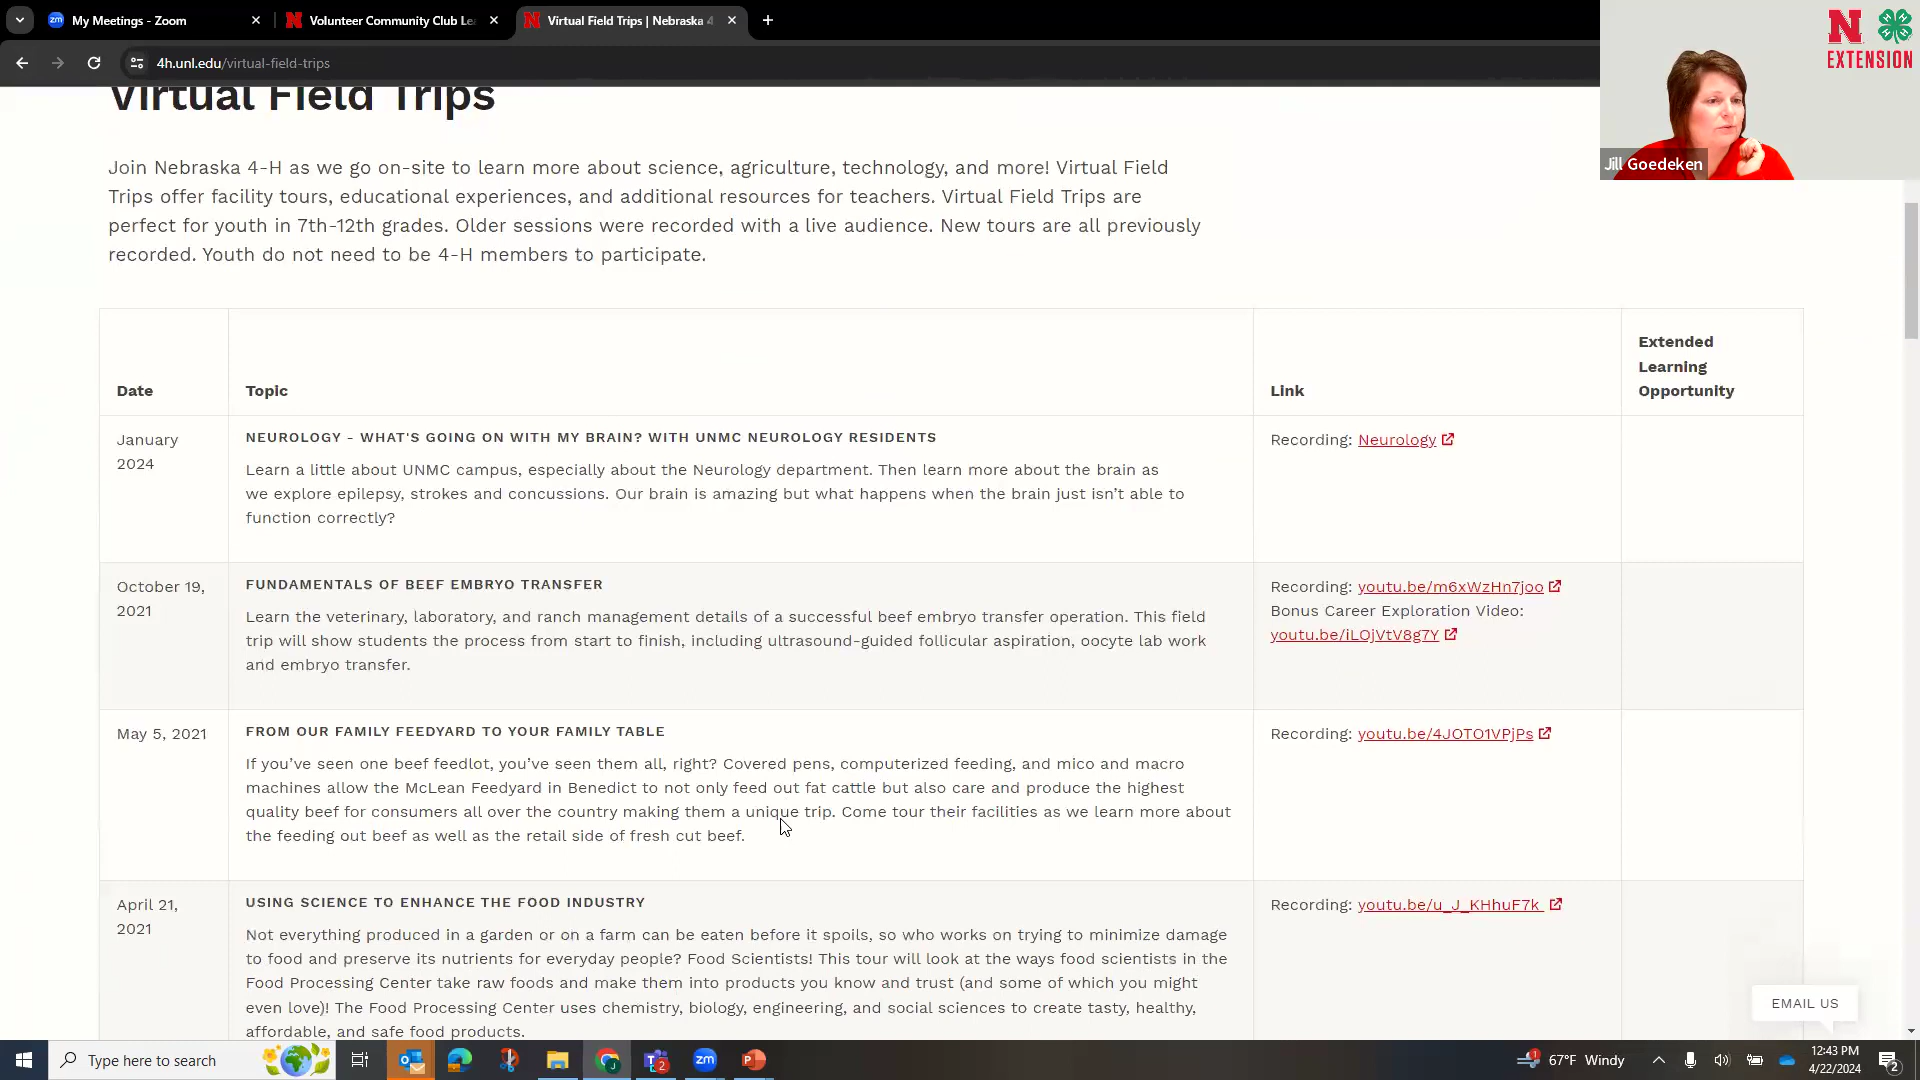 My Meetings - Zoom
Volunteer Community Club Le
Virtual Field Trips | Nebraska 4
4h.unl.edu/virtual-field-trips
N
EXTENSION
Jill Goedeken
Virtual Field Trips
Join Nebraska 4-H as we go on-site to learn more about science, agriculture, technology, and more! Virtual Field
Trips offer facility tours, educational experiences, and additional resources for teachers. Virtual Field Trips are
perfect for youth in 7th-12th grades. Older sessions were recorded with a live audience. New tours are all previously
recorded. Youth do not need to be 4-H members to participate.
Date
Topic
Link
Extended
Learning
Opportunity
January
2024
NEUROLOGY - WHAT'S GOING ON WITH MY BRAIN? WITH UNMC NEUROLOGY RESIDENTS
Learn a little about UNMC campus, especially about the Neurology department. Then learn more about the brain as
we explore epilepsy, strokes and concussions. Our brain is amazing but what happens when the brain just isn't able to
function correctly?
Recording: Neurology
October 19,
2021
FUNDAMENTALS OF BEEF EMBRYO TRANSFER
Learn the veterinary, laboratory, and ranch management details of a successful beef embryo transfer operation. This field
trip will show students the process from start to finish, including ultrasound-guided follicular aspiration, oocyte lab work
and embryo transfer.
Recording: youtu.be/m6xWzHn7joo
Bonus Career Exploration Video:
youtu.be/iLOjVtV8g7Y
May 5, 2021
FROM OUR FAMILY FEEDYARD TO YOUR FAMILY TABLE
If you've seen one beef feedlot, you've seen them all, right? Covered pens, computerized feeding, and mico and macro
machines allow the McLean Feedyard in Benedict to not only feed out fat cattle but also care and produce the highest
quality beef for consumers all over the country making them a unique trip. Come tour their facilities as we learn more about
the feeding out beef as well as the retail side of fresh cut beef.
Recording: youtu.be/4JOTO1VPjPs
April 21,
2021
USING SCIENCE TO ENHANCE THE FOOD INDUSTRY
Not everything produced in a garden or on a farm can be eaten before it spoils, so who works on trying to minimize damage
to food and preserve its nutrients for everyday people? Food Scientists! This tour will look at the ways food scientists in the
Food Processing Center take raw foods and make them into products you know and trust (and some of which you might
even love)! The Food Processing Center uses chemistry, biology, engineering, and social sciences to create tasty, healthy,
affordable, and safe food products.
Recording: youtu.be/u_J_KHhuF7k
EMAIL US
Type here to search
67°F Windy
12:43 PM
4/22/2024